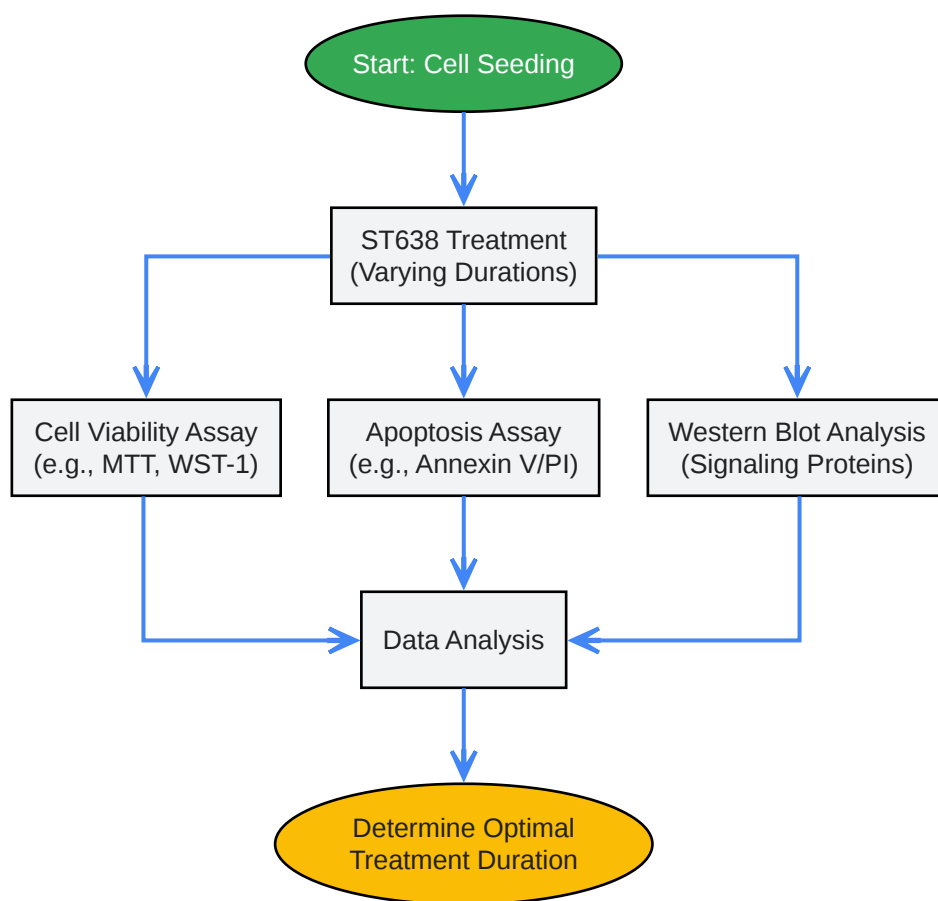 Start: Cell Seeding
ST638 Treatment
(Varying Durations)
Cell Viability Assay
(e.g., MTT, WST-1)
Apoptosis Assay
(e.g., Annexin V/PI)
Western Blot Analysis
(Signaling Proteins)
Data Analysis
Determine Optimal
Treatment Duration